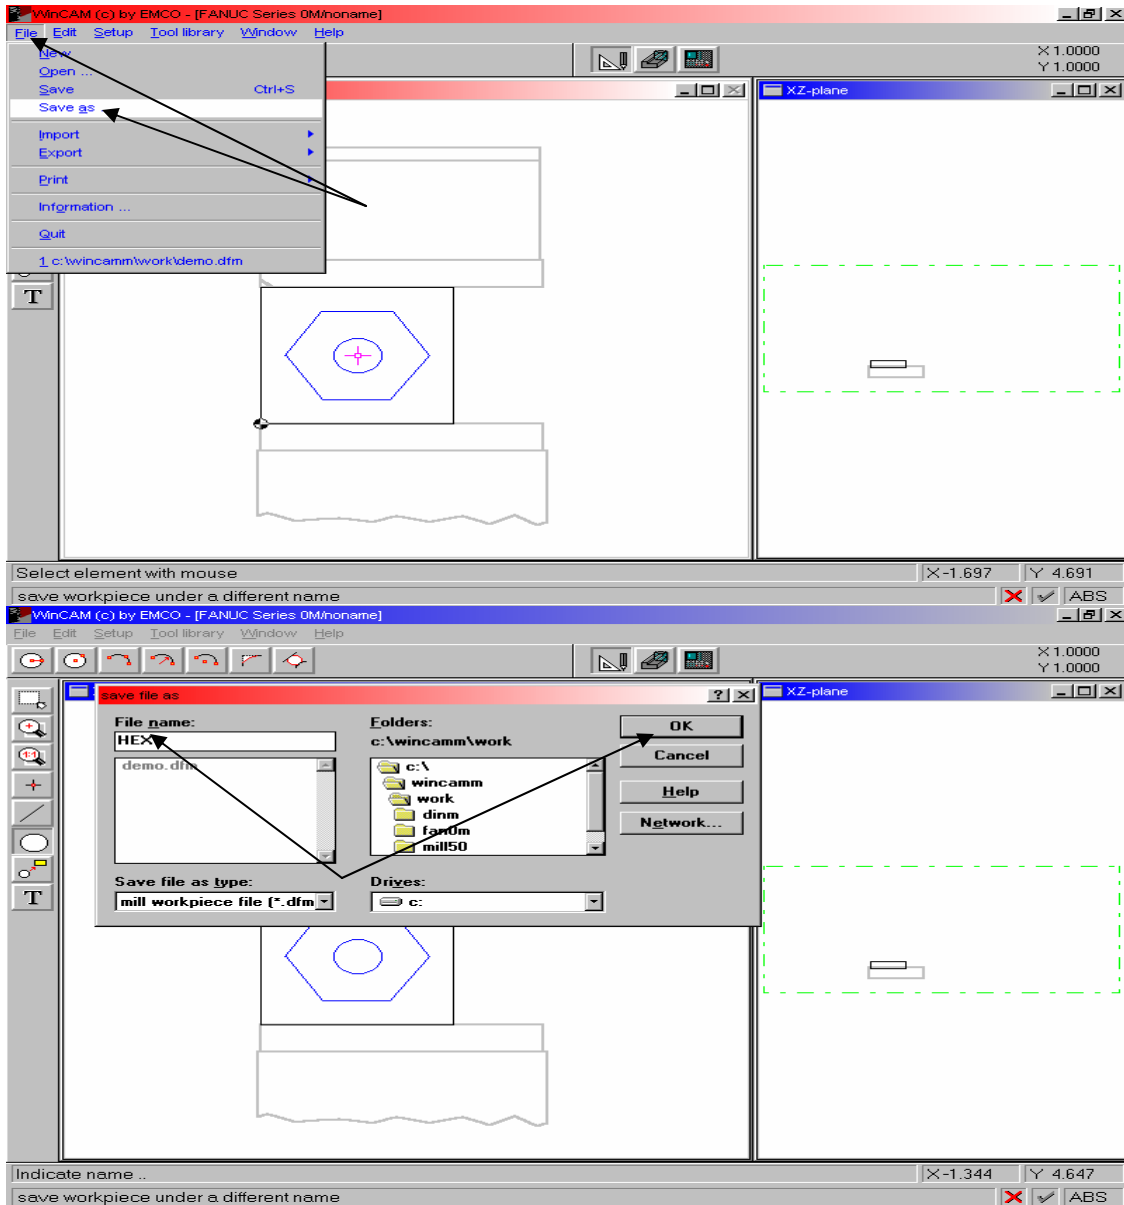 WinCAM (c) by EMCO - [FANUC Series 0M/noname]
File Edit Setup Tool library Window Help
New
Open ...
Save Ctrl+S
Save as
Import
Export
Print
Information ...
Quit
1 c:\wincamm\work\demo.dfm
X 1.0000
Y 1.0000
XZ-plane
T
Select element with mouse
X -1.697 Y 4.691
save workpiece under a different name
ABS
WinCAM (c) by EMCO - [FANUC Series 0M/noname]
File Edit Setup Tool library Window Help
X 1.0000
Y 1.0000
save file as
XZ-plane
File name:
HEX
demo.dfm
Folders:
c:\wincamm\work
c:\
wincamm
work
dinm
fan0m
mill50
OK
Cancel
Help
Network...
Save file as type:
mill workpiece file (*.dfm
Drives:
c:
1:1
T
Indicate name ..
X -1.344 Y 4.647
save workpiece under a different name
ABS